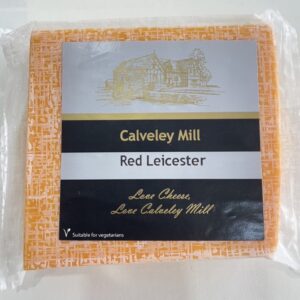 Calveley Mill
Red Leicester
Love Cheese,
Love Calveley Mill
V Suitable for vegetarians